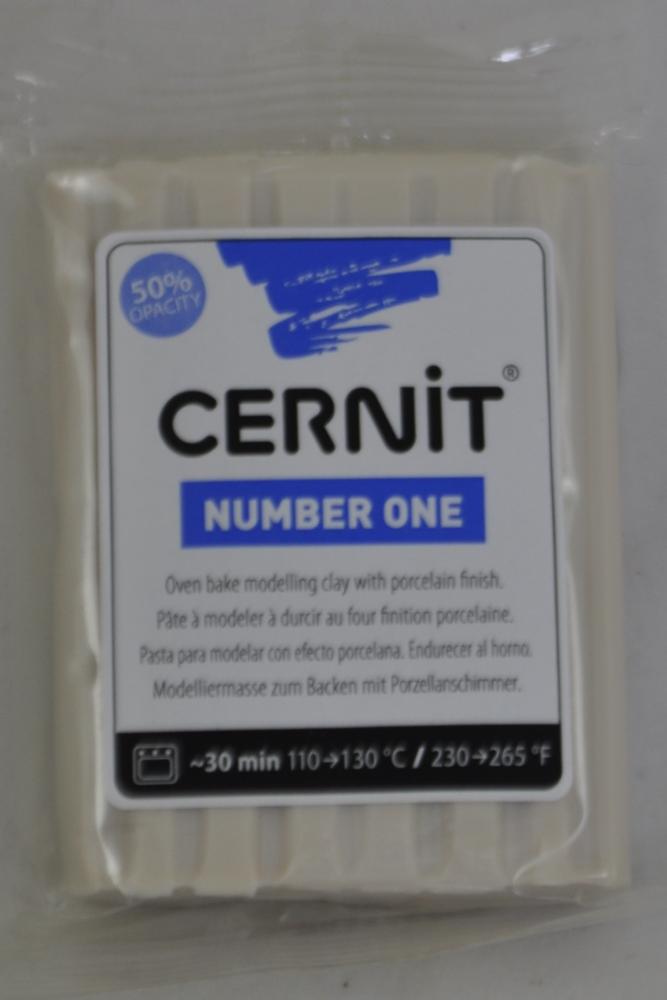 50%
OPACITY
CERNiT®
NUMBER ONE
Oven bake modelling clay with porcelain finish.
Pâte à modeler à durcir au four finition porcelaine.
Pasta para modelar con efecto porcelana. Endurecer al horno.
Modelliermasse zum Backen mit Porzellanschimmer.
~30 min 110→130 °C / 230→265 °F